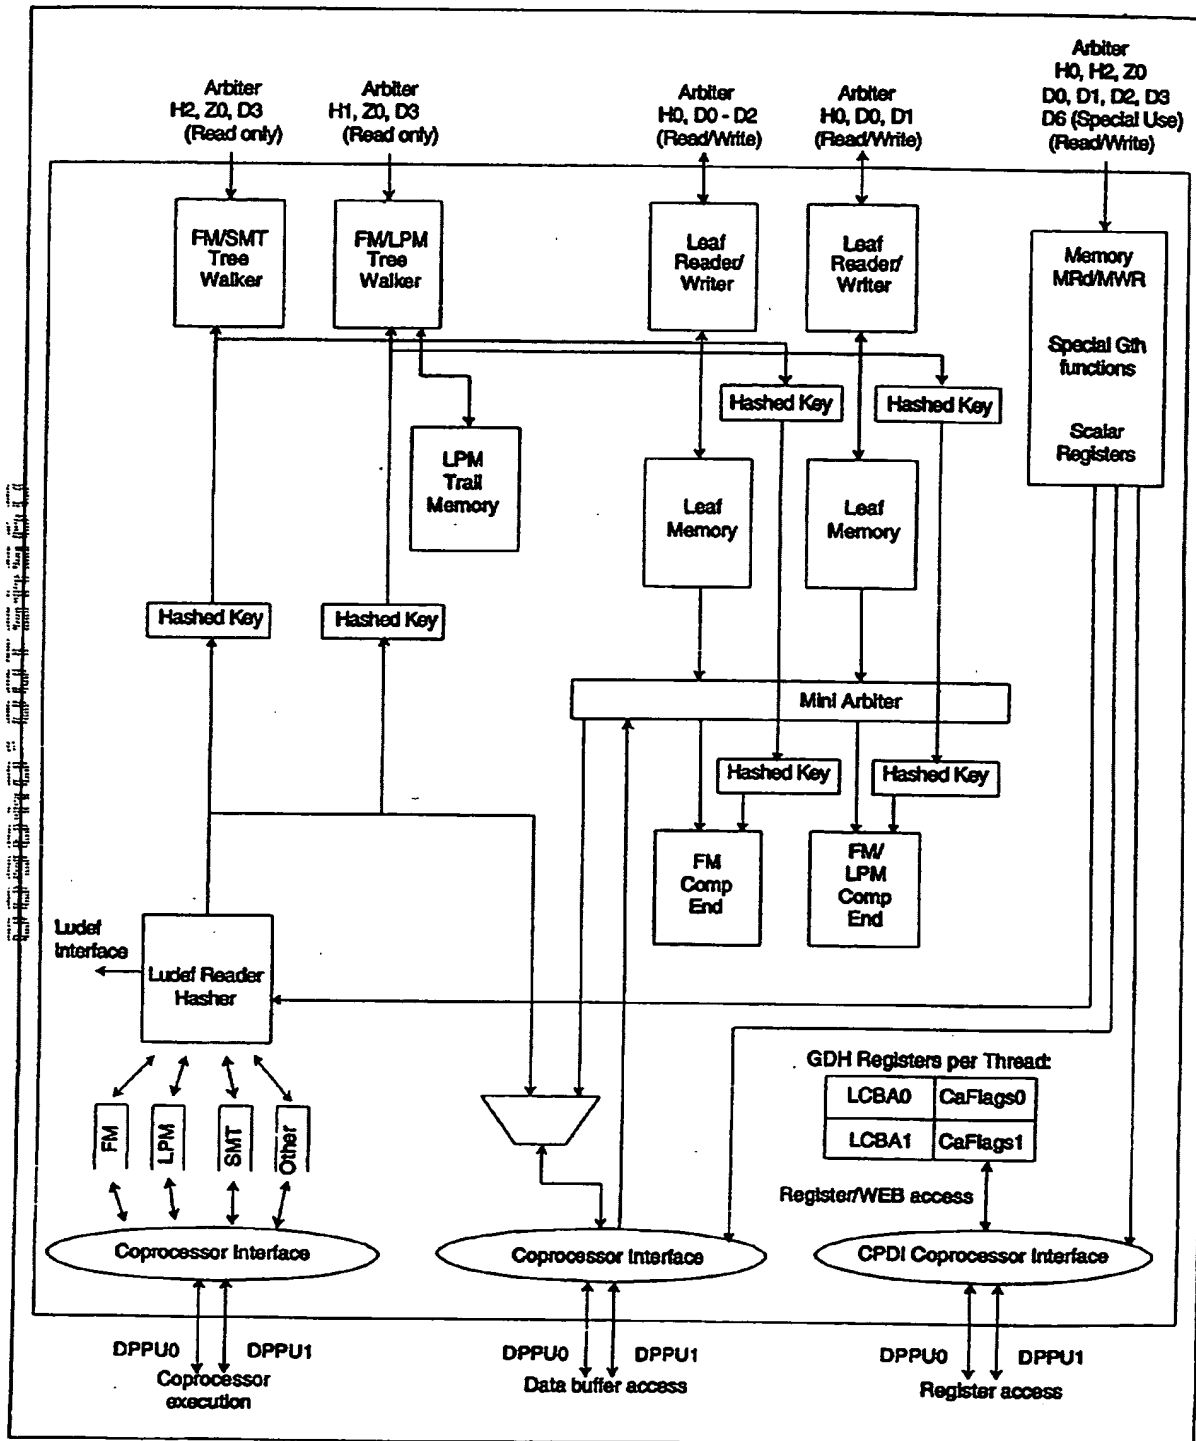 Arbiter
H2, Z0, D3
(Read only)
Arbiter
H1, Z0, D3
(Read only)
Arbiter
H0, D0 - D2
(Read/Write)
Arbiter
H0, D0, D1
(Read/Write)
Arbiter
H0, H2, Z0
D0, D1, D2, D3
D6 (Special Use)
(Read/Write)
FM/SMT
Tree
Walker
FM/LPM
Tree
Walker
Leaf
Reader/
Writer
Leaf
Reader/
Writer
Memory
MRd/MWR
Special Gth
functions
Scalar
Registers
Hashed Key
Hashed Key
LPM
Trail
Memory
Leaf
Memory
Leaf
Memory
Hashed Key
Hashed Key
Mini Arbiter
Hashed Key
Hashed Key
FM
Comp
End
FM/
LPM
Comp
End
Ludef
Interface
Ludef Reader
Hasher
GDH Registers per Thread:
LCBA0 CaFlags0
LCBA1 CaFlags1
FM
LPM
SMT
Other
Register/WEB access
Coprocessor Interface
Coprocessor Interface
CPDI Coprocessor Interface
DPPU0 DPPU1
Coprocessor
execution
DPPU0 DPPU1
Data buffer access
DPPU0 DPPU1
Register access